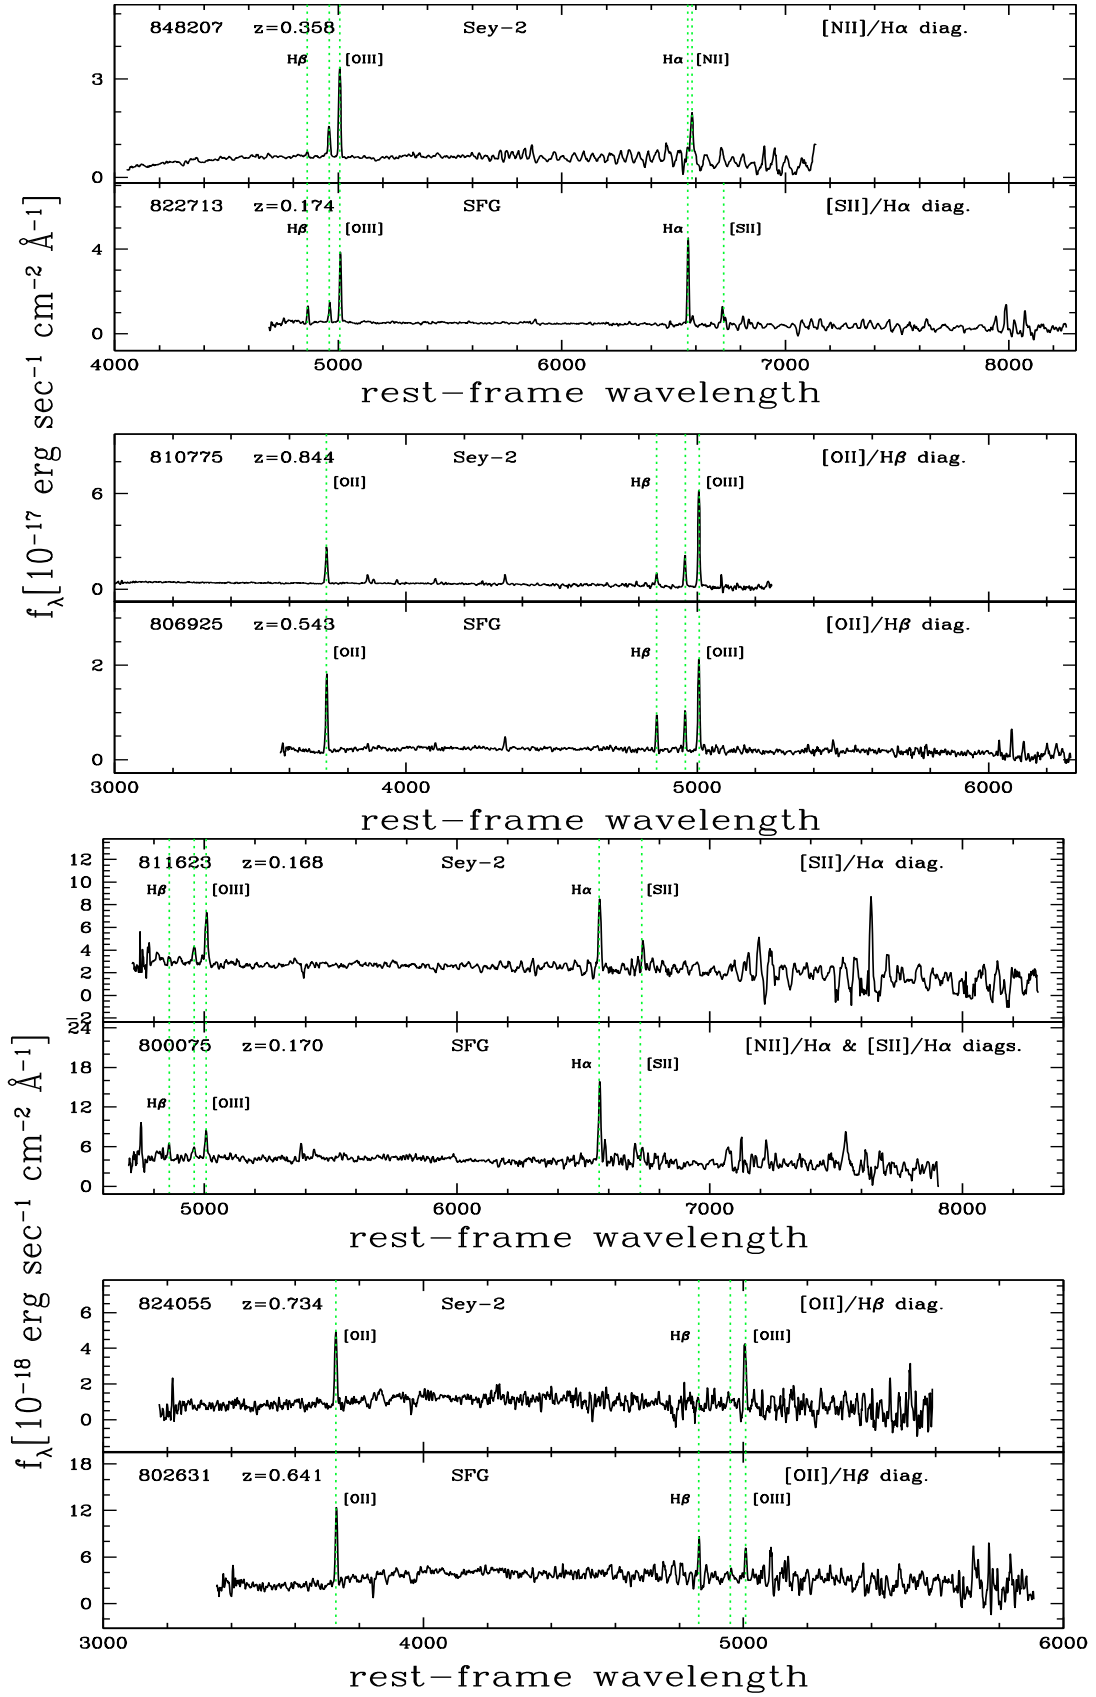 848207 z=0.358 Sey-2 [NII]/Hα diag.
Hβ [OIII] Hα [NII]
3
0
822713 z=0.174 SFG [SII]/Hα diag.
Hβ [OIII] Hα [SII]
4
0
4000 5000 6000 7000 8000
rest-frame wavelength
fλ[10⁻¹⁷ erg sec⁻¹ cm⁻² Å⁻¹]
810775 z=0.844 Sey-2 [OII]/Hβ diag.
[OII] Hβ [OIII]
6
0
806925 z=0.543 SFG [OII]/Hβ diag.
[OII] Hβ [OIII]
2
0
3000 4000 5000 6000
rest-frame wavelength
811623 z=0.168 Sey-2 [SII]/Hα diag.
Hβ [OIII] Hα [SII]
12
10
8
6
4
2
0
−2
800075 z=0.170 SFG [NII]/Hα & [SII]/Hα diags.
Hα [SII]
Hβ [OIII]
24
18
12
6
0
5000 6000 7000 8000
rest-frame wavelength
fλ[10⁻¹⁸ erg sec⁻¹ cm⁻² Å⁻¹]
824055 z=0.734 Sey-2 [OII]/Hβ diag.
[OII] Hβ [OIII]
6
4
2
0
802631 z=0.641 SFG [OII]/Hβ diag.
[OII] Hβ [OIII]
18
12
6
0
3000 4000 5000 6000
rest-frame wavelength